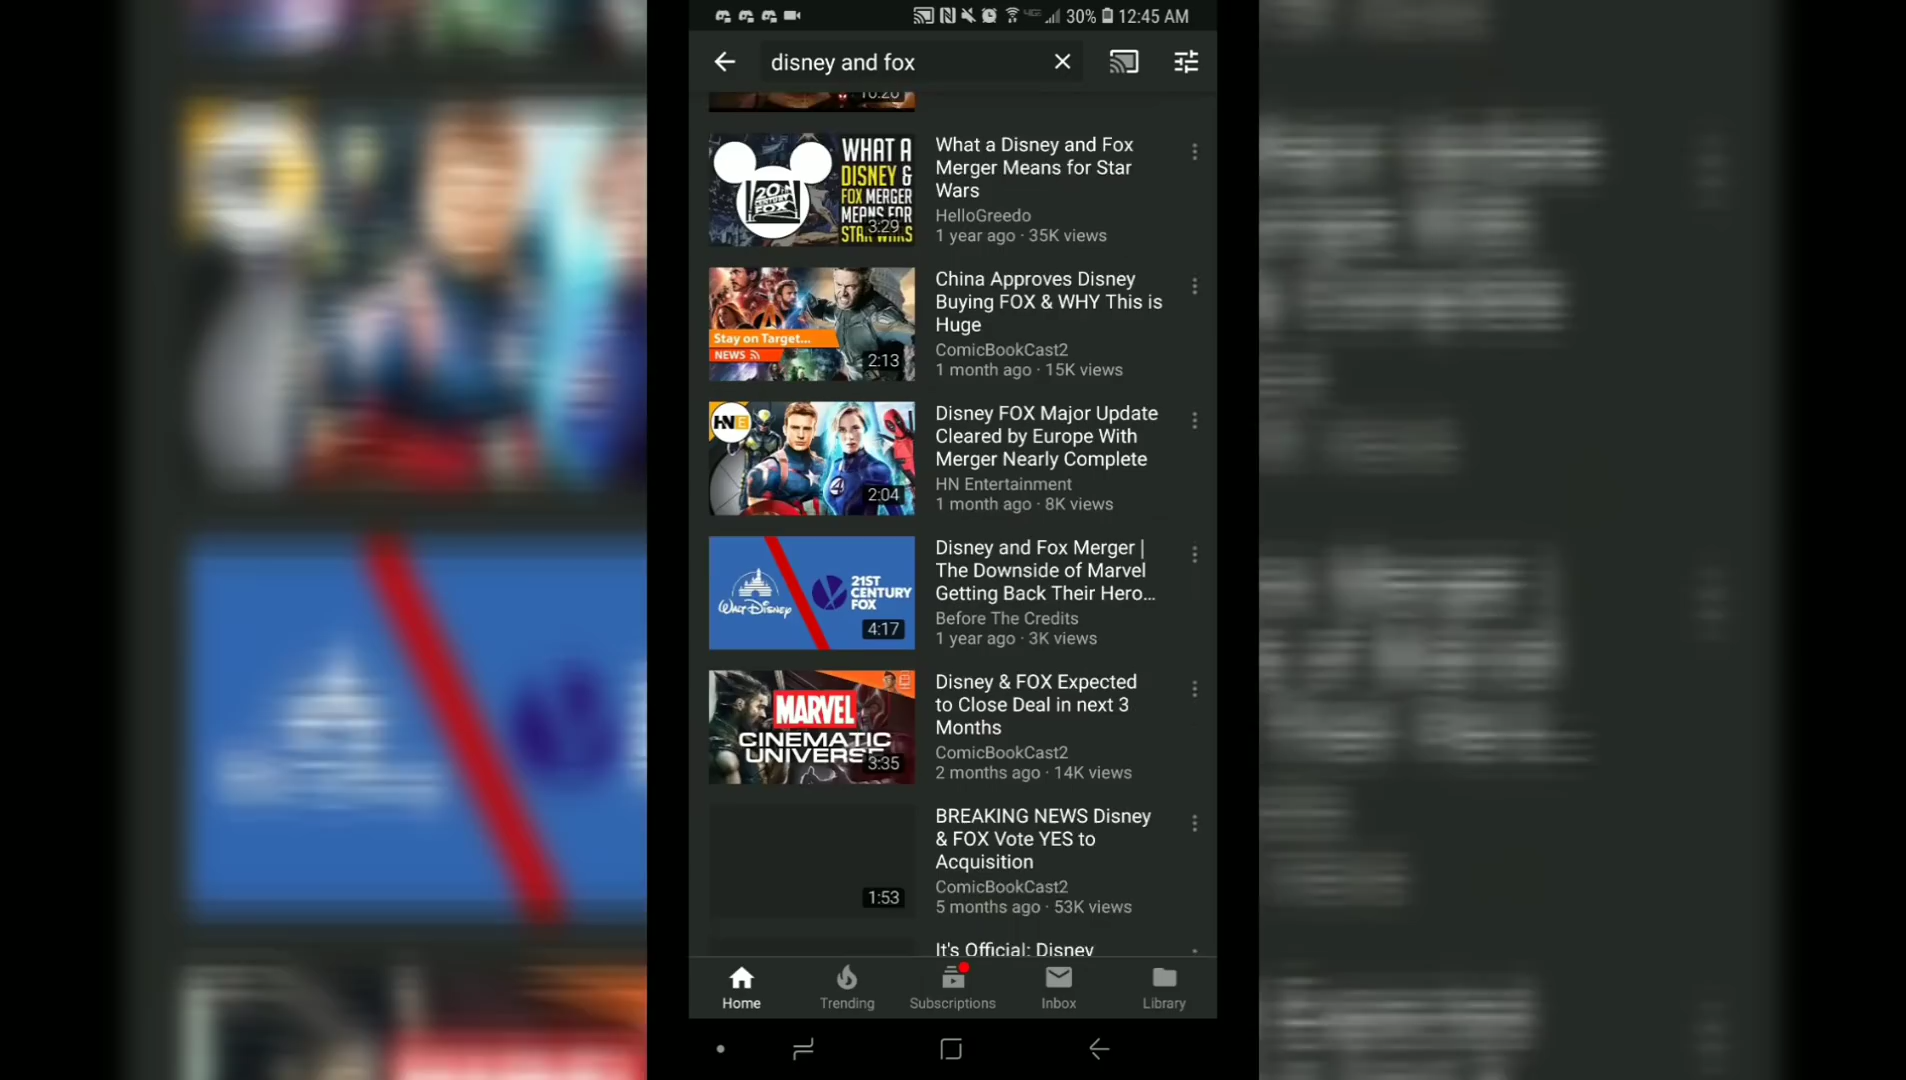 30% 12:45 AM
disney and fox
WHAT A
DISNEY &
FOX MERGER
MEANS FOR
STAR WARS
20TH
CENTURY
FOX
3:29
What a Disney and Fox
Merger Means for Star
Wars
HelloGreedo
1 year ago · 35K views
Stay on Target...
NEWS
2:13
China Approves Disney
Buying FOX & WHY This is
Huge
ComicBookCast2
1 month ago · 15K views
HNE
4
2:04
Disney FOX Major Update
Cleared by Europe With
Merger Nearly Complete
HN Entertainment
1 month ago · 8K views
WALT DISNEY
21ST
CENTURY
FOX
4:17
Disney and Fox Merger |
The Downside of Marvel
Getting Back Their Hero...
Before The Credits
1 year ago · 3K views
MARVEL
CINEMATIC
UNIVERSE
3:35
Disney & FOX Expected
to Close Deal in next 3
Months
ComicBookCast2
2 months ago · 14K views
1:53
BREAKING NEWS Disney
& FOX Vote YES to
Acquisition
ComicBookCast2
5 months ago · 53K views
It's Official: Disney
Home
Trending
Subscriptions
Inbox
Library